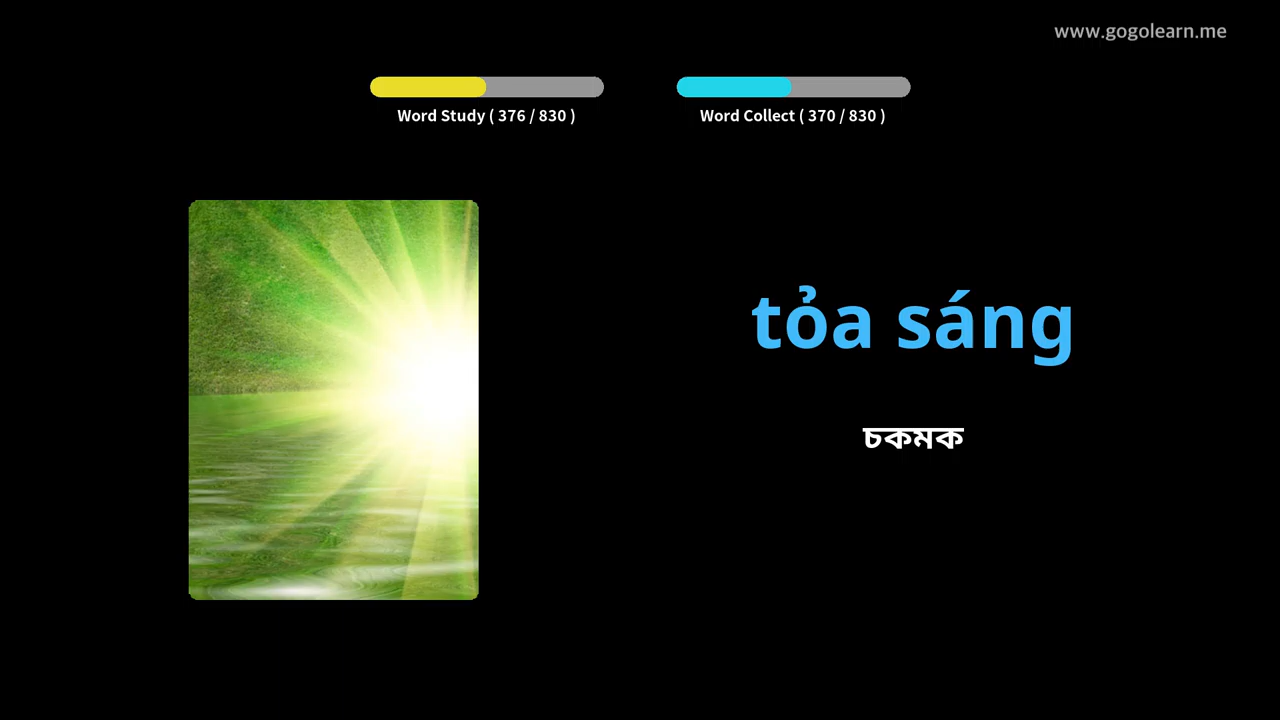 www.gogolearn.me
Word Study ( 376 / 830 )
Word Collect ( 370 / 830 )
tỏa sáng
চকমক